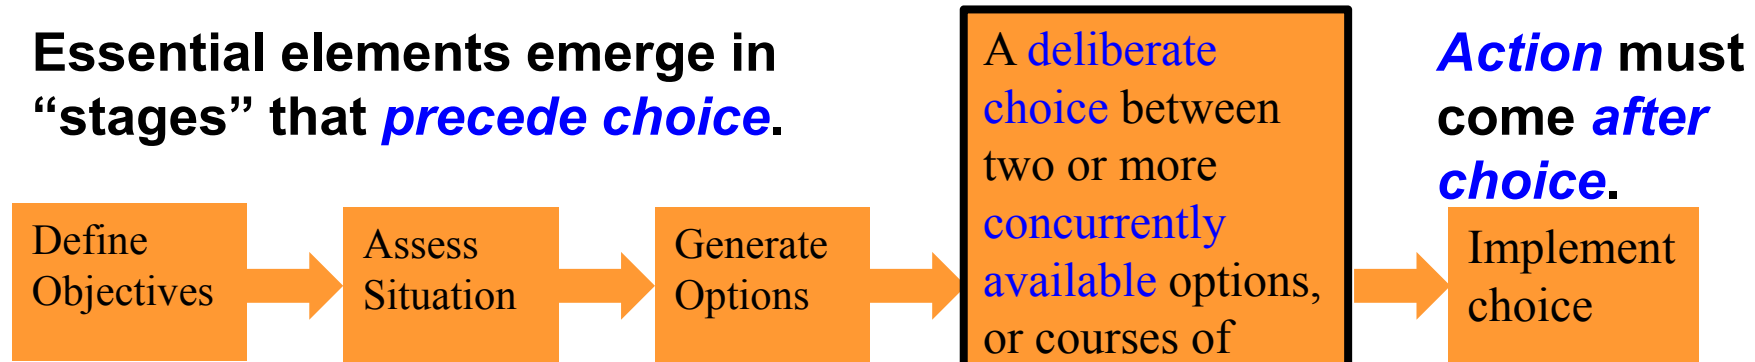 Essential elements emerge in
“stages” that precede choice.
Define
Objectives
Assess
Situation
Generate
Options
A deliberate
choice between
two or more
concurrently
available options,
or courses of
Action must
come after
choice.
Implement
choice